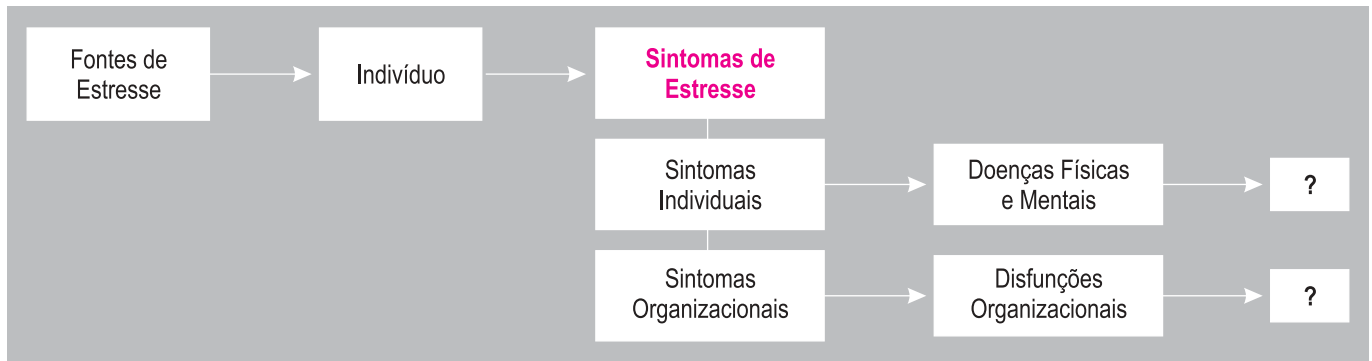 Fontes de
Estresse
Indivíduo
Sintomas de
Estresse
Sintomas
Individuais
Doenças Físicas
e Mentais
?
Sintomas
Organizacionais
Disfunções
Organizacionais
?